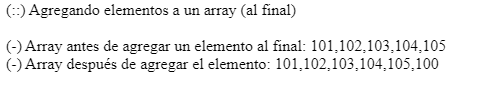 (::) Agregando elementos a un array (al final)
(-) Array antes de agregar un elemento al final: 101,102,103,104,105
(-) Array después de agregar el elemento: 101,102,103,104,105,100